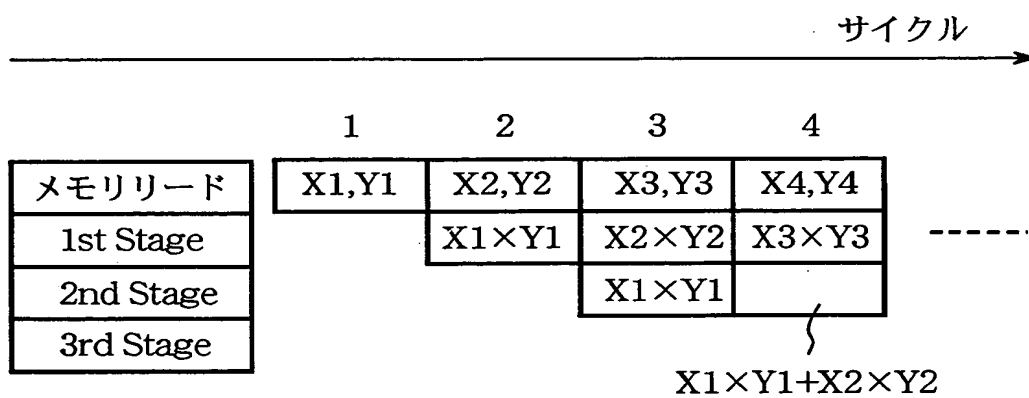 サイクル
1 2 3 4
メモリリード X1,Y1 X2,Y2 X3,Y3 X4,Y4
1st Stage X1×Y1 X2×Y2 X3×Y3
2nd Stage X1×Y1
3rd Stage
X1×Y1+X2×Y2